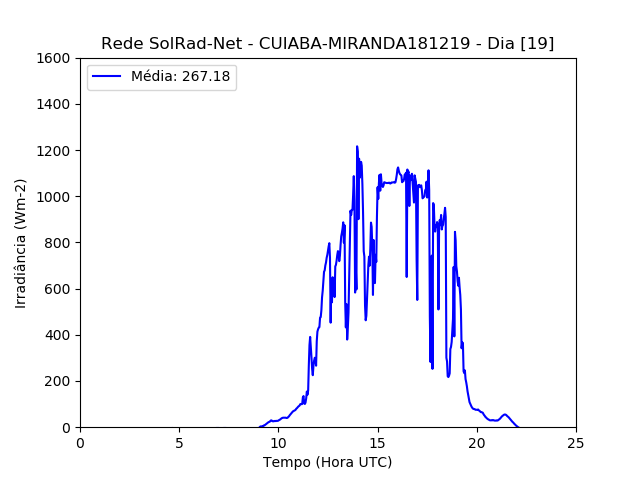 Rede SolRad-Net - CUIABA-MIRANDA181219 - Dia [19]
Média: 267.18
Irradiância (Wm-2)
1600
1400
1200
1000
800
600
400
200
0
0 5 10 15 20 25
Tempo (Hora UTC)